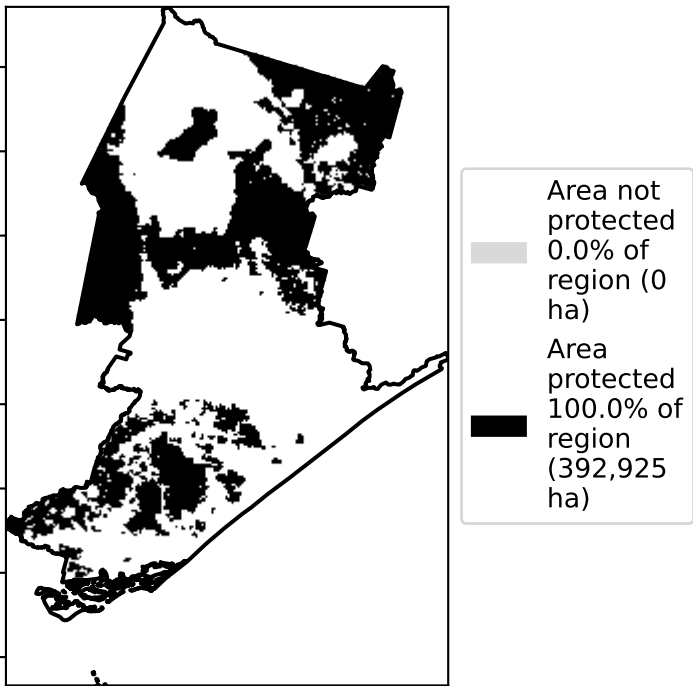 Area not
protected
0.0% of
region (0
ha)
Area
protected
100.0% of
region
(392,925
ha)